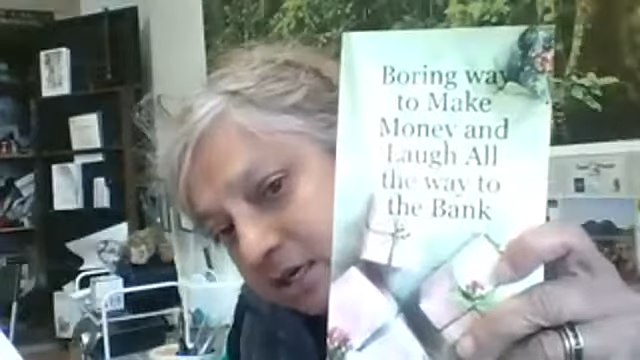 Boring way
to Make
Money and
Laugh All
the way to
the Bank